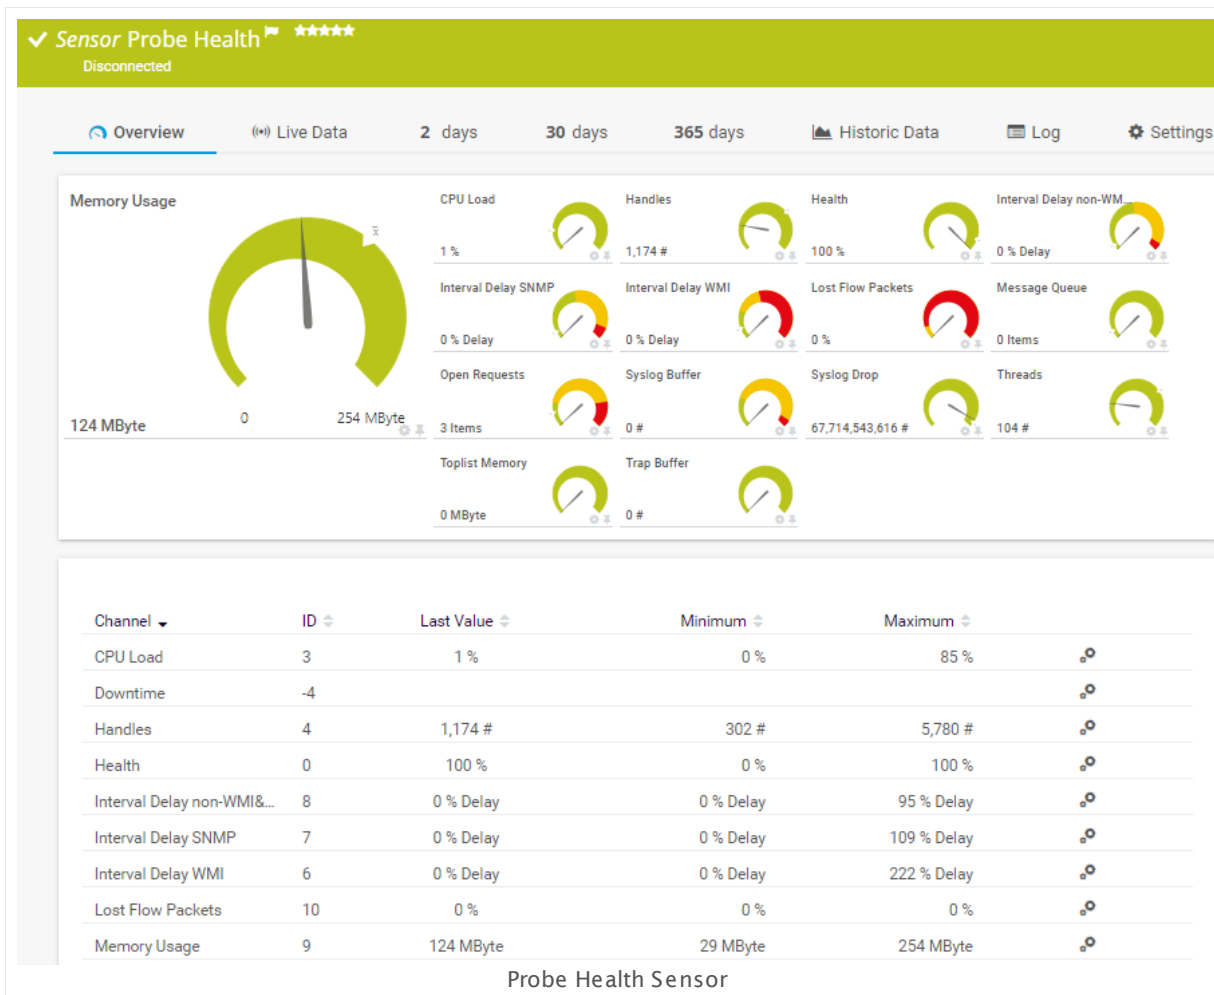 Sensor Probe Health
Disconnected
Overview Live Data 2 days 30 days 365 days Historic Data Log Settings
Memory Usage
124 MByte
0 254 MByte
CPU Load
1 %
Handles
1,174 #
Health
100 %
Interval Delay non-WM...
0 % Delay
Interval Delay SNMP
0 % Delay
Interval Delay WMI
0 % Delay
Lost Flow Packets
0 %
Message Queue
0 Items
Open Requests
3 Items
Syslog Buffer
0 #
Syslog Drop
67,714,543,616 #
Threads
104 #
Toplist Memory
0 MByte
Trap Buffer
0 #
Channel ID Last Value Minimum Maximum
CPU Load 3 1 % 0 % 85 %
Downtime -4
Handles 4 1,174 # 302 # 5,780 #
Health 0 100 % 0 % 100 %
Interval Delay non-WMI&... 8 0 % Delay 0 % Delay 95 % Delay
Interval Delay SNMP 7 0 % Delay 0 % Delay 109 % Delay
Interval Delay WMI 6 0 % Delay 0 % Delay 222 % Delay
Lost Flow Packets 10 0 % 0 % 0 %
Memory Usage 9 124 MByte 29 MByte 254 MByte
Probe Health Sensor